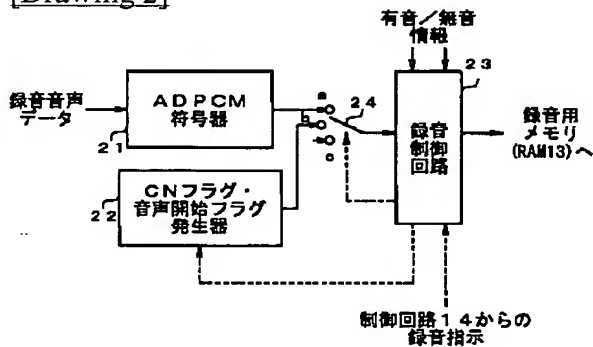 [Drawing 2]
有音/無音
情報
23
録音音声
データ
ADPCM
符号器
21
a
b
c
24
録音
制御
回路
録音用
メモリ
(RAM13)へ
CNフラグ・
音声開始フラグ
発生器
22
制御回路14からの
録音指示